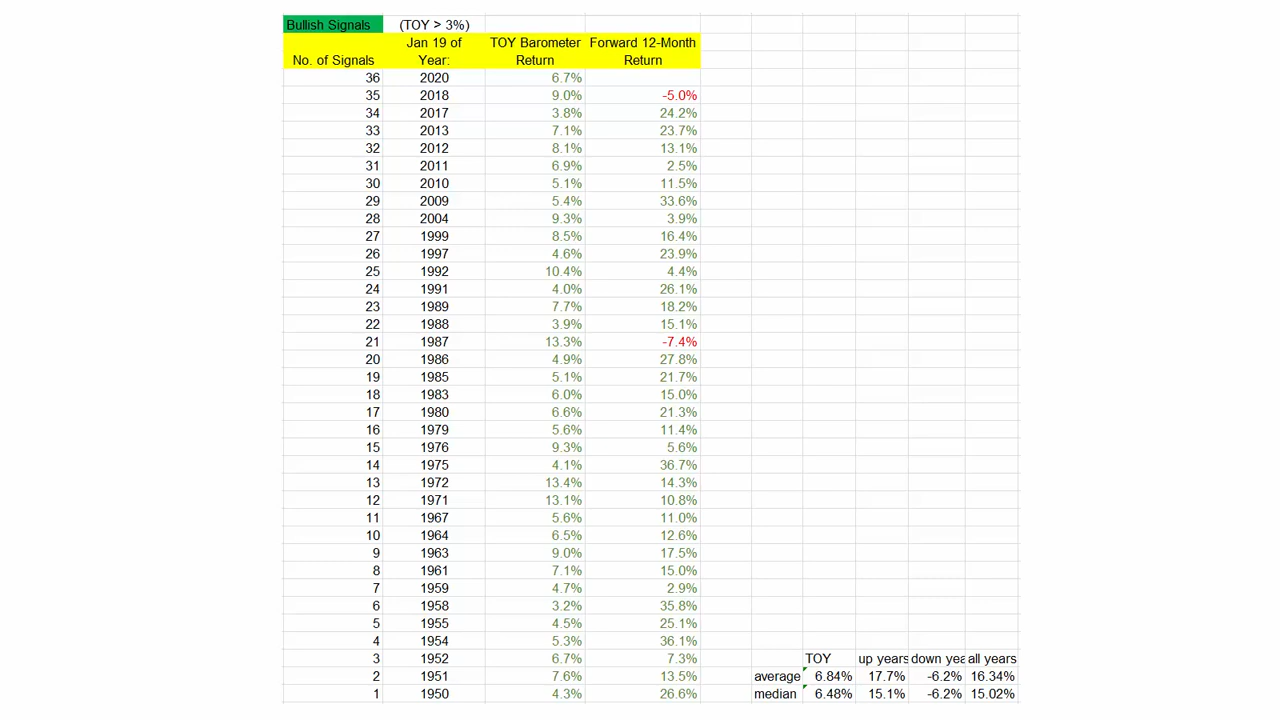 Bullish Signals (TOY > 3%)
Jan 19 of TOY Barometer Forward 12-Month
No. of Signals Year: Return Return
36 2020 6.7%
35 2018 9.0% -5.0%
34 2017 3.8% 24.2%
33 2013 7.1% 23.7%
32 2012 8.1% 13.1%
31 2011 6.9% 2.5%
30 2010 5.1% 11.5%
29 2009 5.4% 33.6%
28 2004 9.3% 3.9%
27 1999 8.5% 16.4%
26 1997 4.6% 23.9%
25 1992 10.4% 4.4%
24 1991 4.0% 26.1%
23 1989 7.7% 18.2%
22 1988 3.9% 15.1%
21 1987 13.3% -7.4%
20 1986 4.9% 27.8%
19 1985 5.1% 21.7%
18 1983 6.0% 15.0%
17 1980 6.6% 21.3%
16 1979 5.6% 11.4%
15 1976 9.3% 5.6%
14 1975 4.1% 36.7%
13 1972 13.4% 14.3%
12 1971 13.1% 10.8%
11 1967 5.6% 11.0%
10 1964 6.5% 12.6%
9 1963 9.0% 17.5%
8 1961 7.1% 15.0%
7 1959 4.7% 2.9%
6 1958 3.2% 35.8%
5 1955 4.5% 25.1%
4 1954 5.3% 36.1%
3 1952 6.7% 7.3% TOY up years down yea all years
2 1951 7.6% 13.5% average 6.84% 17.7% -6.2% 16.34%
1 1950 4.3% 26.6% median 6.48% 15.1% -6.2% 15.02%